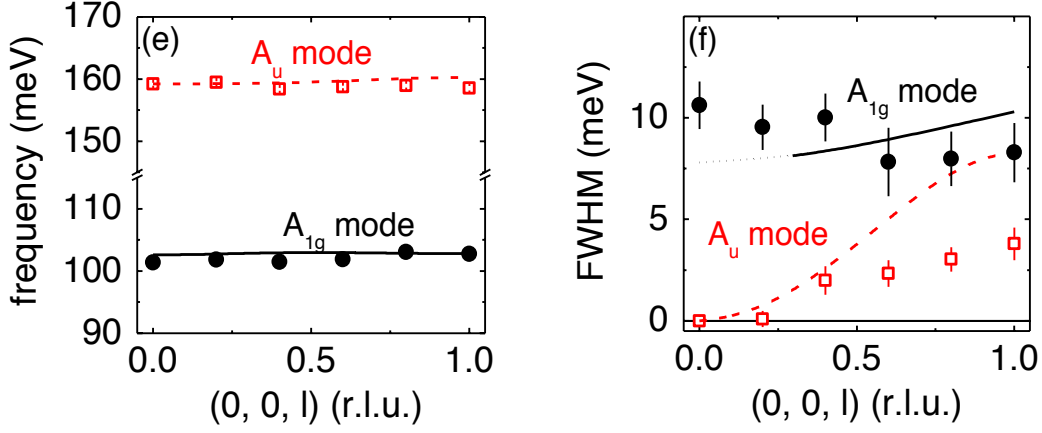 (e)
170
160
150
110
100
90
frequency (meV)
A_u mode
A_1g mode
0.0
0.5
1.0
(0, 0, l) (r.l.u.)
(f)
10
5
0
FWHM (meV)
A_1g mode
A_u mode
0.0
0.5
1.0
(0, 0, l) (r.l.u.)